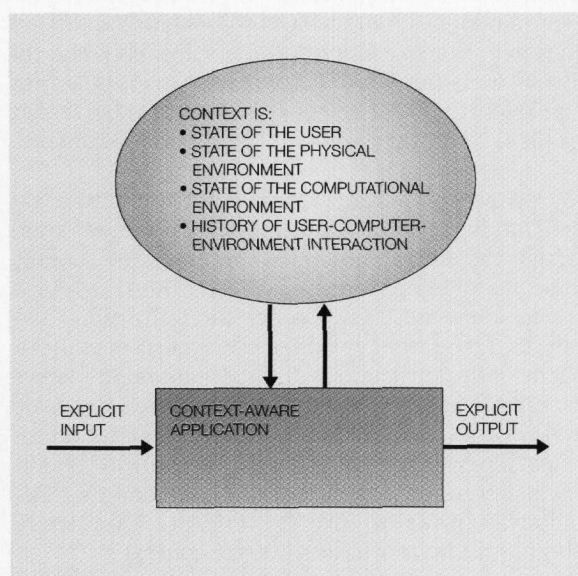 CONTEXT IS:
• STATE OF THE USER
• STATE OF THE PHYSICAL
ENVIRONMENT
• STATE OF THE COMPUTATIONAL
ENVIRONMENT
• HISTORY OF USER-COMPUTER-
ENVIRONMENT INTERACTION
EXPLICIT
INPUT
CONTEXT-AWARE
APPLICATION
EXPLICIT
OUTPUT